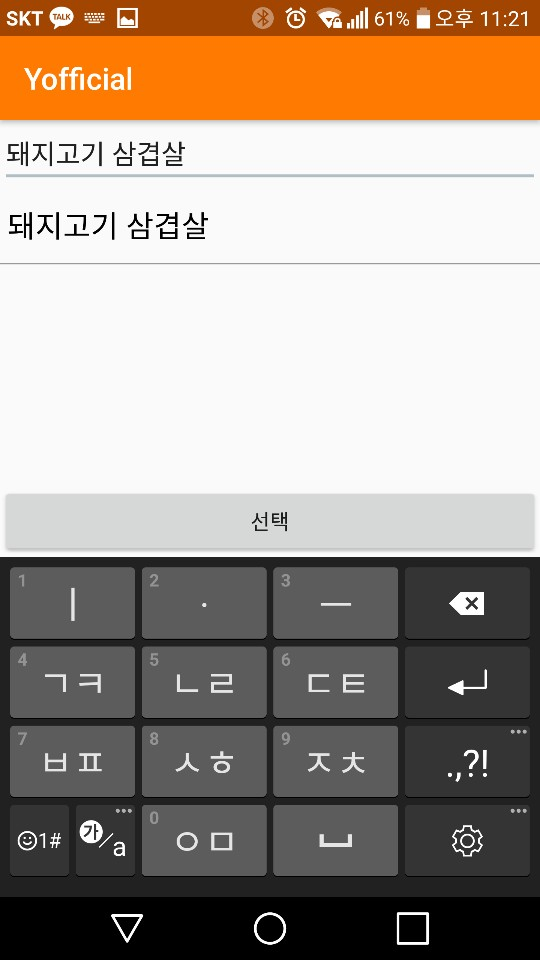 SKT TALK 61% 오후 11:21
Yofficial
돼지고기 삼겹살
돼지고기 삼겹살
선택
1 ㅣ 2 · 3 ㅡ
4 ㄱㅋ 5 ㄴㄹ 6 ㄷㅌ
7 ㅂㅍ 8 ㅅㅎ 9 ㅈㅊ .,?!
1# 가/a 0 ㅇㅁ